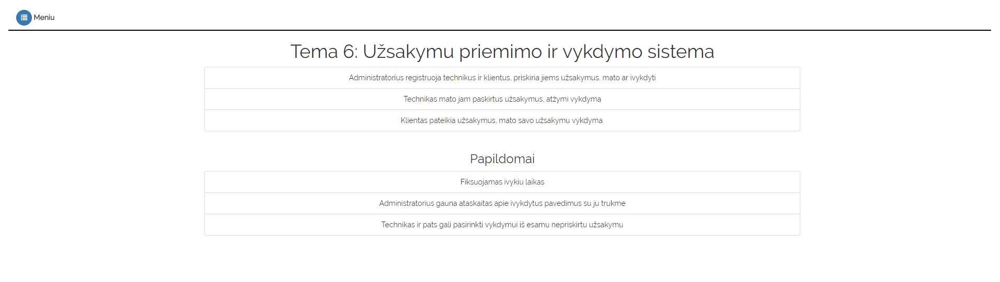 Meniu
Tema 6: Užsakymu priemimo ir vykdymo sistema
Administratorius registruoja technikus ir klientus, priskiria jiems užsakymus, mato ar ivykdyti
Technikas mato jam paskirtus užsakymus, atžymi vykdyma
Klientas pateikia užsakymus, mato savo užsakymu vykdyma.
Papildomai
Fiksuojamas ivykiu laikas
Administratorius gauna ataskaitas apie ivykdytus pavedimus su ju trukme
Technikas ir pats gali pasirinkti vykdymui iš esamu nepriskirtu užsakymu